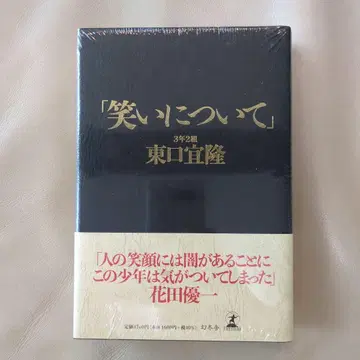 「笑いについて」
3年2組
東口宜隆
「人の笑顔には闇があることに
この少年は気がついてしまった」
花田優一
幻冬舎